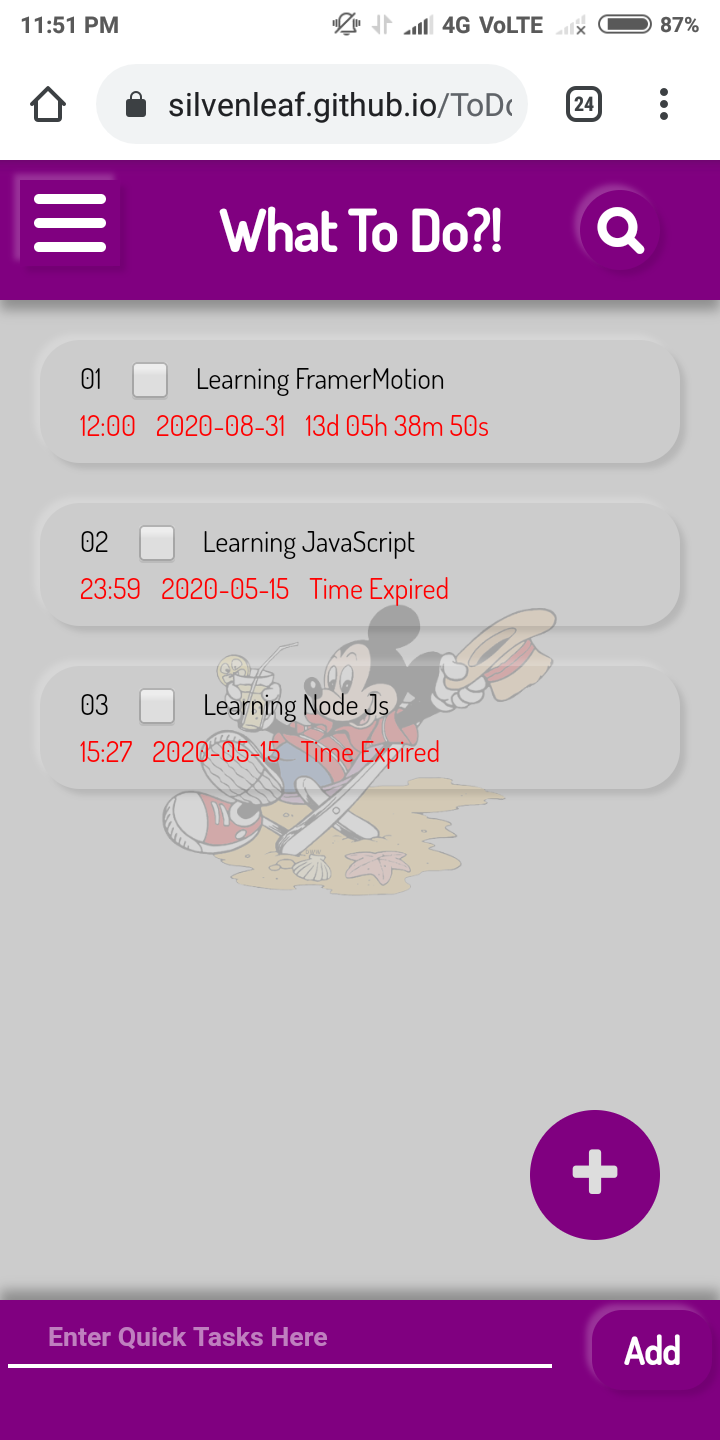 11:51 PM 4G VoLTE 87%
silvenleaf.github.io/ToDo 24
What To Do?!
01 Learning FramerMotion
12:00 2020-08-31 13d 05h 38m 50s
02 Learning JavaScript
23:59 2020-05-15 Time Expired
03 Learning Node Js
15:27 2020-05-15 Time Expired
Enter Quick Tasks Here Add